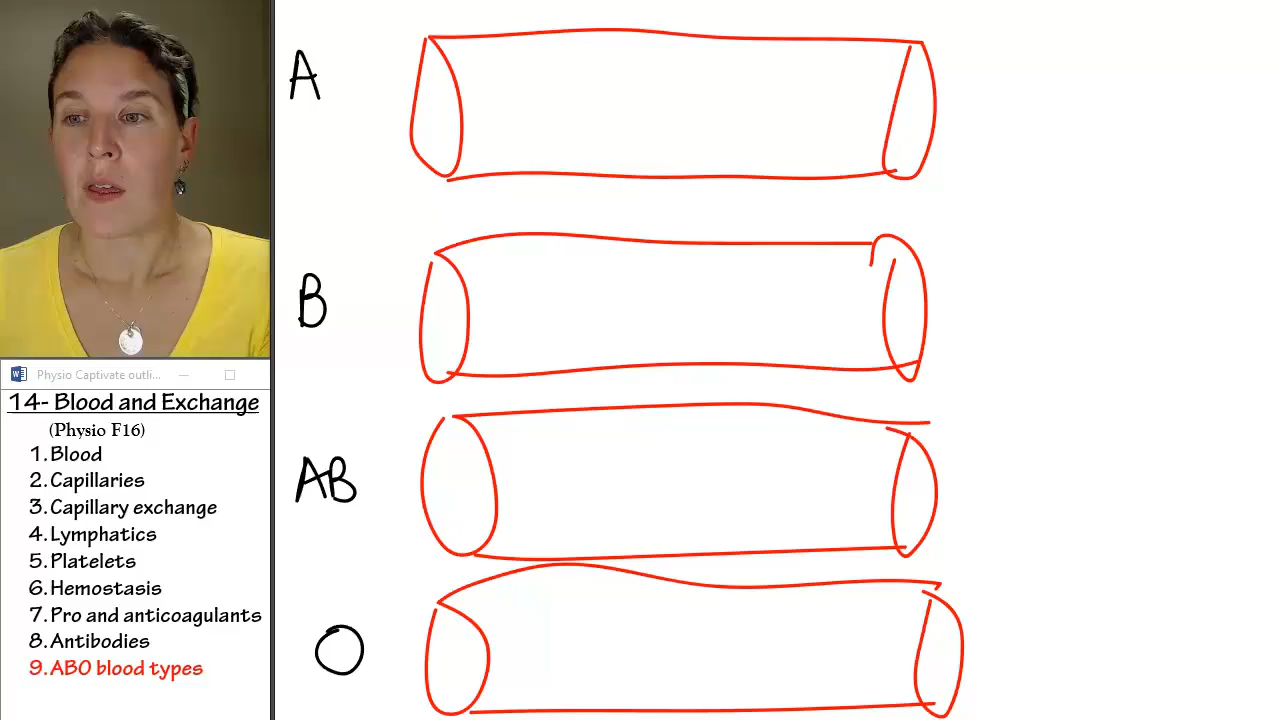 A
B
AB
O
Physio Captivate outli...
14- Blood and Exchange
(Physio F16)
1. Blood
2. Capillaries
3. Capillary exchange
4. Lymphatics
5. Platelets
6. Hemostasis
7. Pro and anticoagulants
8. Antibodies
9. ABO blood types